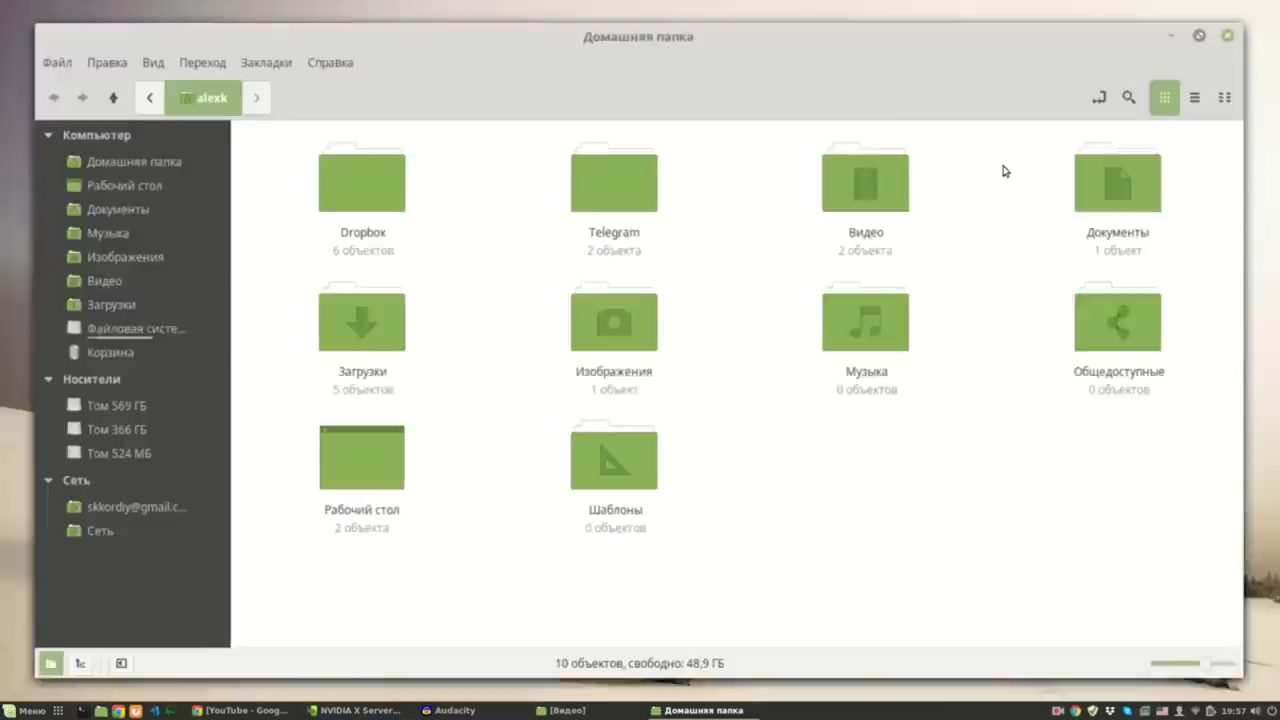 Домашняя папка
Файл Правка Вид Переход Закладки Справка
alexk
Компьютер
Домашняя папка
Рабочий стол
Документы
Музыка
Изображения
Видео
Загрузки
Файловая систе...
Корзина
Носители
Том 569 ГБ
Том 366 ГБ
Том 524 МБ
Сеть
skkordiy@gmail.c...
Сеть
Dropbox Telegram Видео Документы
6 объектов 2 объекта 2 объекта 1 объект
Загрузки Изображения Музыка Общедоступные
5 объектов 1 объект 0 объектов 0 объектов
Рабочий стол Шаблоны
2 объекта 0 объектов
10 объектов, свободно: 48,9 ГБ
Меню [YouTube - Goog... NVIDIA X Server... Audacity [Видео] Домашняя папка 19:57